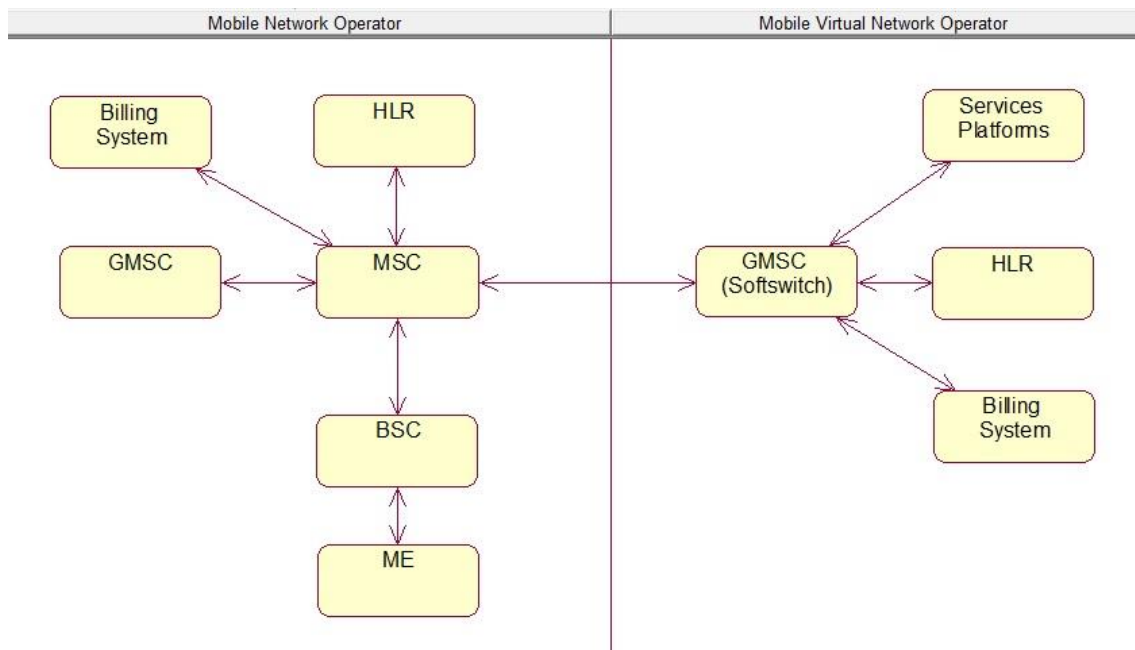 Mobile Network Operator
Mobile Virtual Network Operator
Billing
System
HLR
Services
Platforms
GMSC
MSC
GMSC
(Softswitch)
HLR
BSC
Billing
System
ME